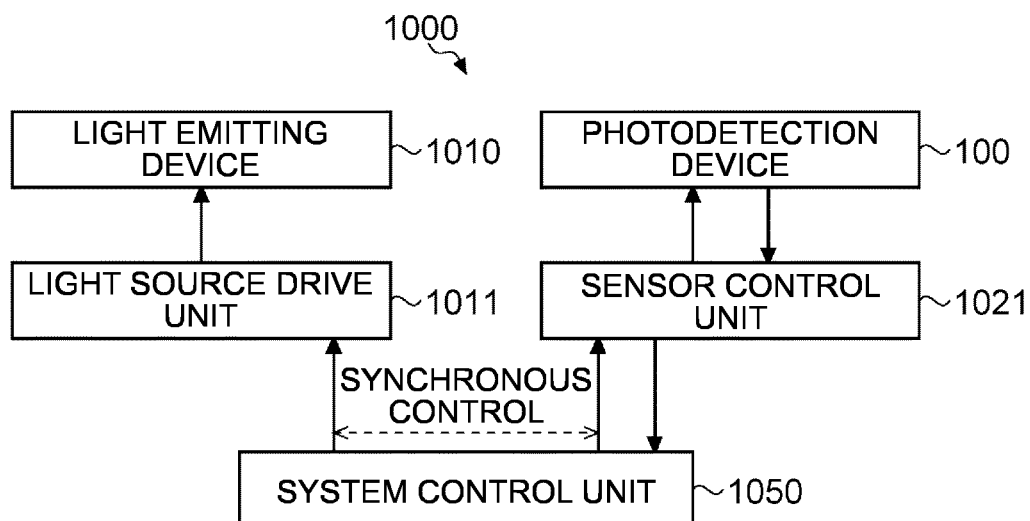 1000
LIGHT EMITTING
DEVICE
1010
PHOTODETECTION
DEVICE
100
LIGHT SOURCE DRIVE
UNIT
1011
SENSOR CONTROL
UNIT
1021
SYNCHRONOUS
CONTROL
SYSTEM CONTROL UNIT
1050